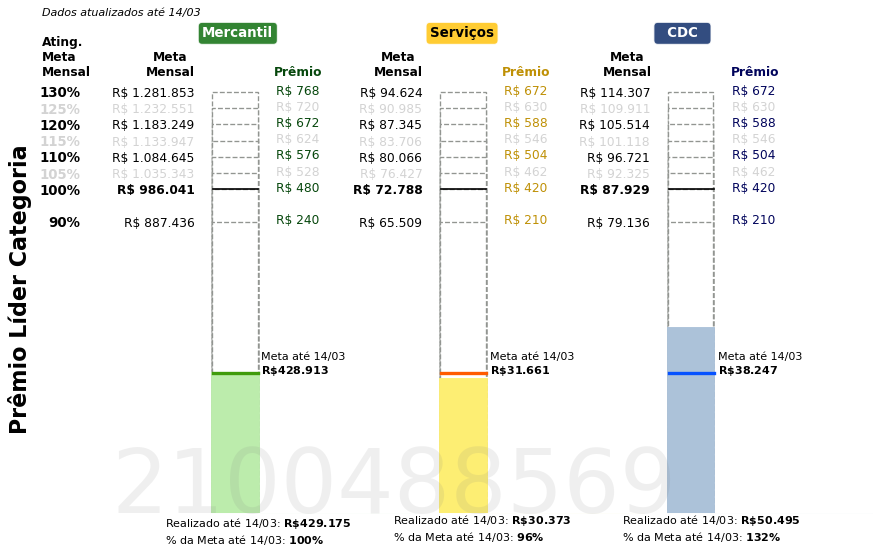 Dados atualizados até 14/03
Mercantil Serviços CDC
Ating.
Meta
Mensal
Meta
Mensal
Prêmio
Meta
Mensal
Prêmio
Meta
Mensal
Prêmio
130% R$ 1.281.853 R$ 768 R$ 94.624 R$ 672 R$ 114.307 R$ 672
125% R$ 1.232.551 R$ 720 R$ 90.985 R$ 630 R$ 109.911 R$ 630
120% R$ 1.183.249 R$ 672 R$ 87.345 R$ 588 R$ 105.514 R$ 588
115% R$ 1.133.947 R$ 624 R$ 83.706 R$ 546 R$ 101.118 R$ 546
110% R$ 1.084.645 R$ 576 R$ 80.066 R$ 504 R$ 96.721 R$ 504
105% R$ 1.035.343 R$ 528 R$ 76.427 R$ 462 R$ 92.325 R$ 462
100% R$ 986.041 R$ 480 R$ 72.788 R$ 420 R$ 87.929 R$ 420
90% R$ 887.436 R$ 240 R$ 65.509 R$ 210 R$ 79.136 R$ 210
Prêmio Líder Categoria
Meta até 14/03
R$428.913
Meta até 14/03
R$31.661
Meta até 14/03
R$38.247
2100488569
Realizado até 14/03: R$429.175
% da Meta até 14/03: 100%
Realizado até 14/03: R$30.373
% da Meta até 14/03: 96%
Realizado até 14/03: R$50.495
% da Meta até 14/03: 132%